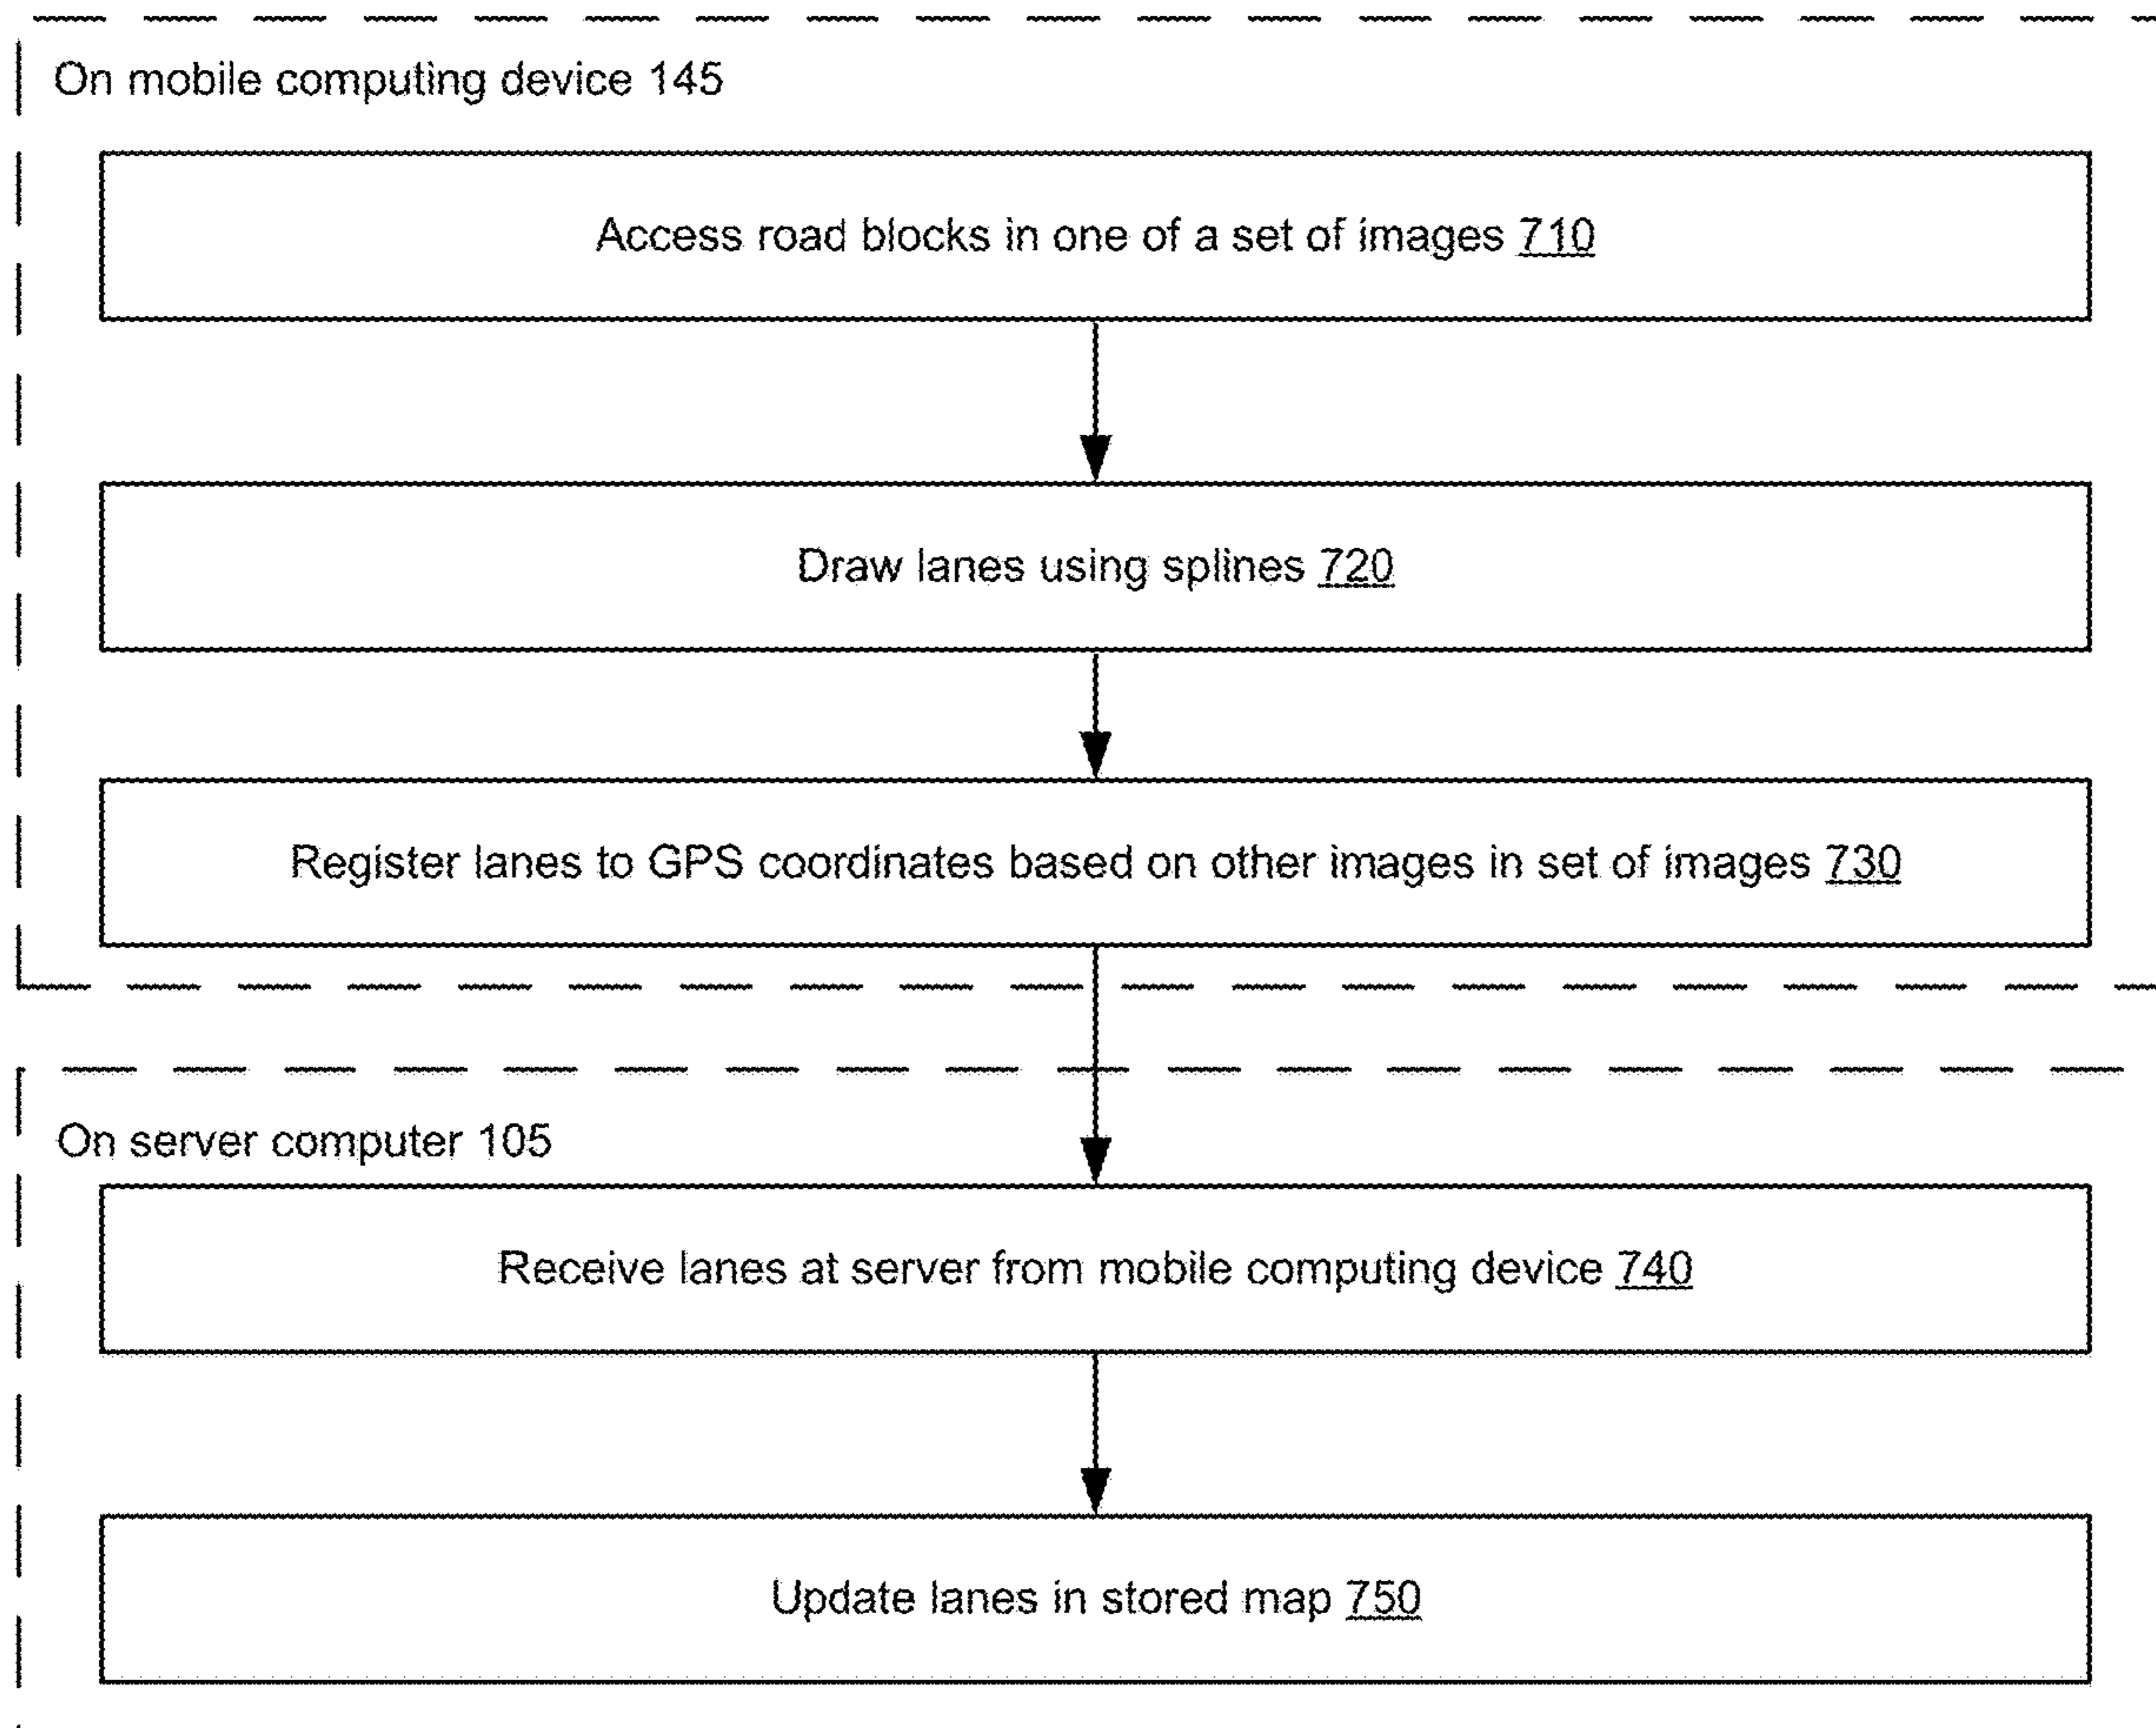 On mobile computing device 145
Access road blocks in one of a set of images 710
Draw lanes using splines 720
Register lanes to GPS coordinates based on other images in set of images 730
On server computer 105
Receive lanes at server from mobile computing device 740
Update lanes in stored map 750